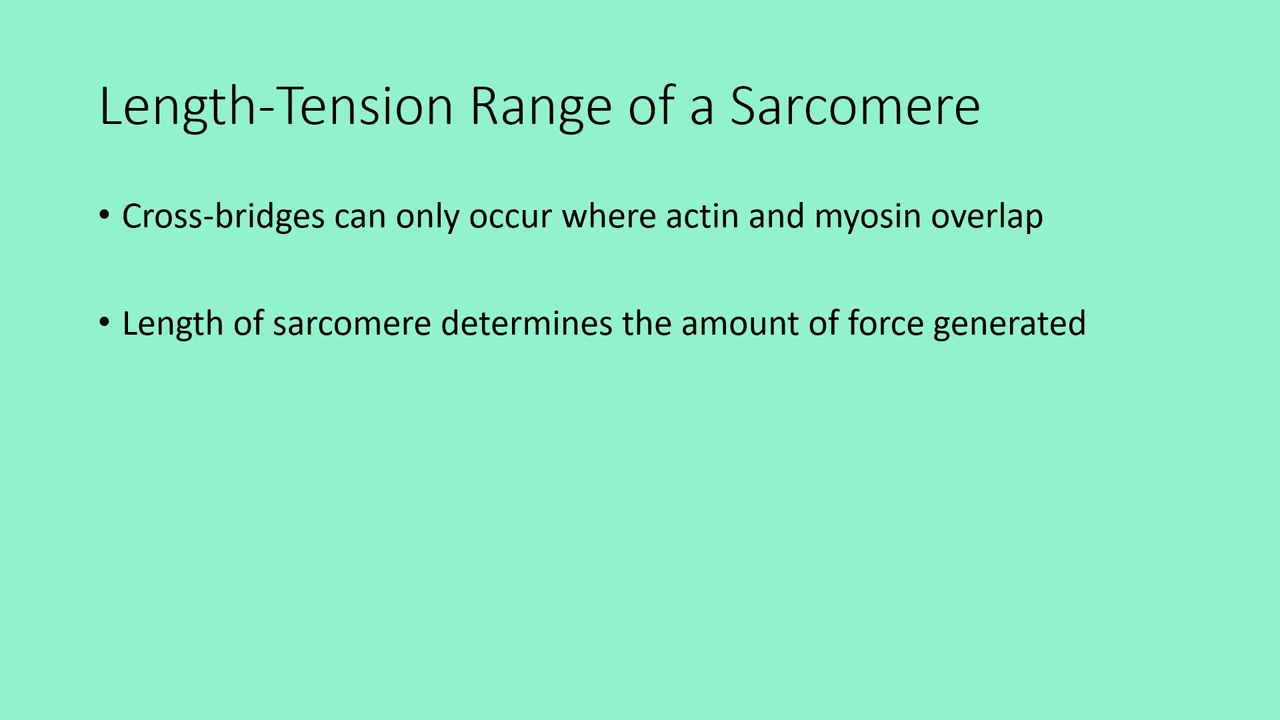 Length-Tension Range of a Sarcomere
• Cross-bridges can only occur where actin and myosin overlap
• Length of sarcomere determines the amount of force generated